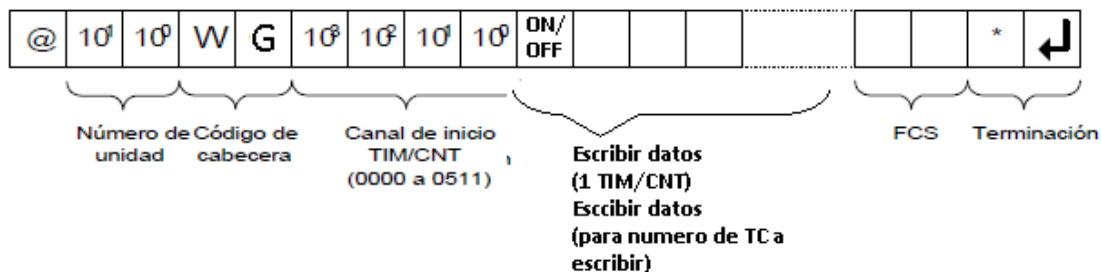 @ 10¹ 10⁰ W G 10³ 10² 10¹ 10⁰ ON/
OFF * ↵
Número de unidad
Código de cabecera
Canal de inicio
TIM/CNT
(0000 a 0511)
Escribir datos
(1 TIM/CNT)
Esccibir datos
(para numero de TC a
escribir)
FCS
Terminación